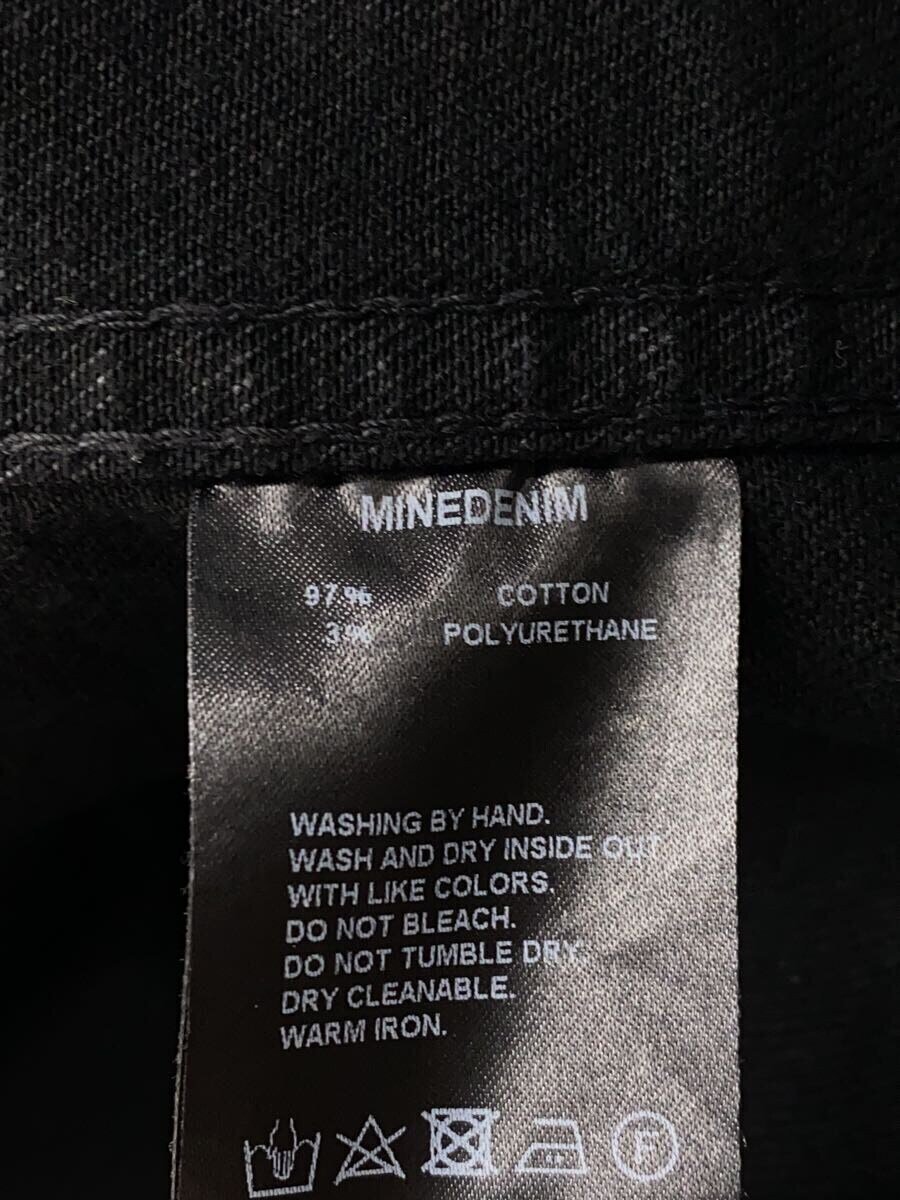 MINEDENIM
97% COTTON
3% POLYURETHANE
WASHING BY HAND.
WASH AND DRY INSIDE OUT
WITH LIKE COLORS.
DO NOT BLEACH.
DO NOT TUMBLE DRY.
DRY CLEANABLE.
WARM IRON.
F